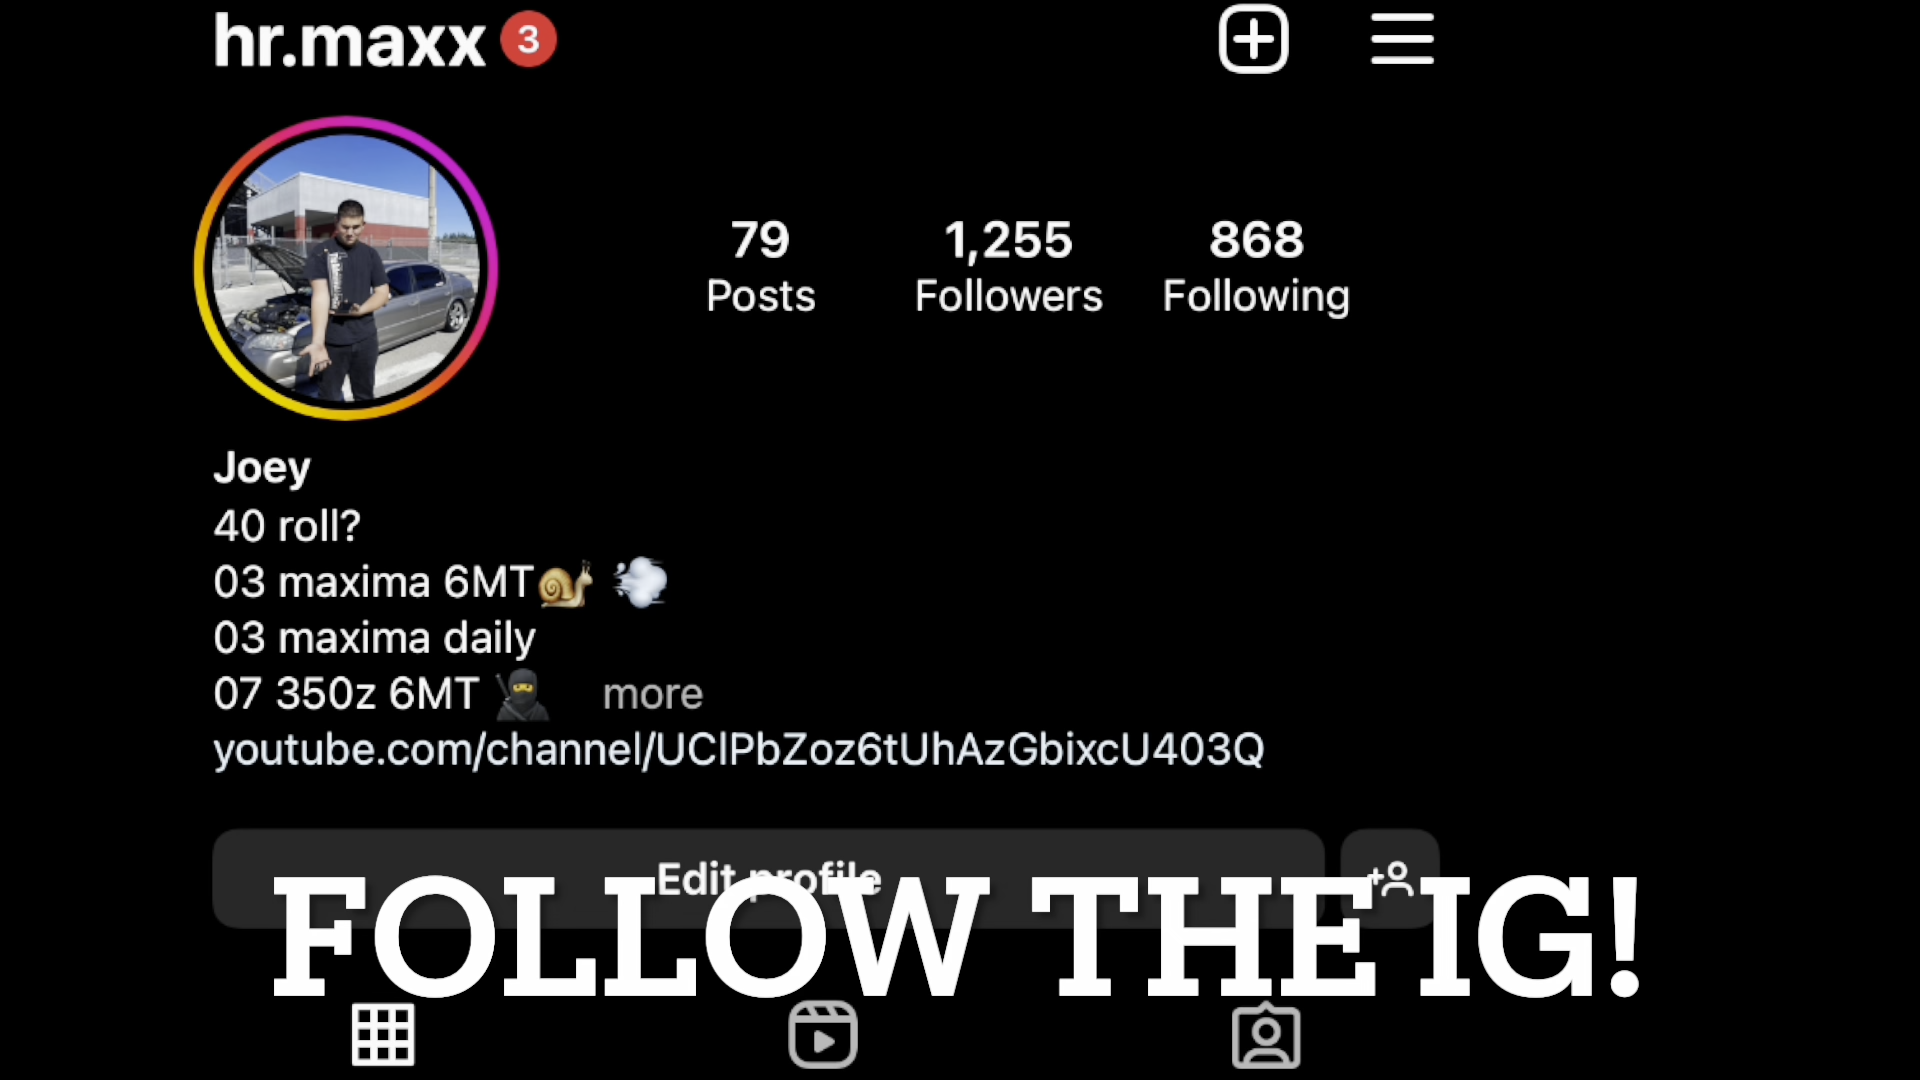 hr.maxx 3
79 1,255 868
Posts Followers Following
Joey
40 roll?
03 maxima 6MT🐌 💨
03 maxima daily
07 350z 6MT 🥷 more
youtube.com/channel/UClPbZoz6tUhAzGbixcU403Q
Edit profile
FOLLOW THE IG!